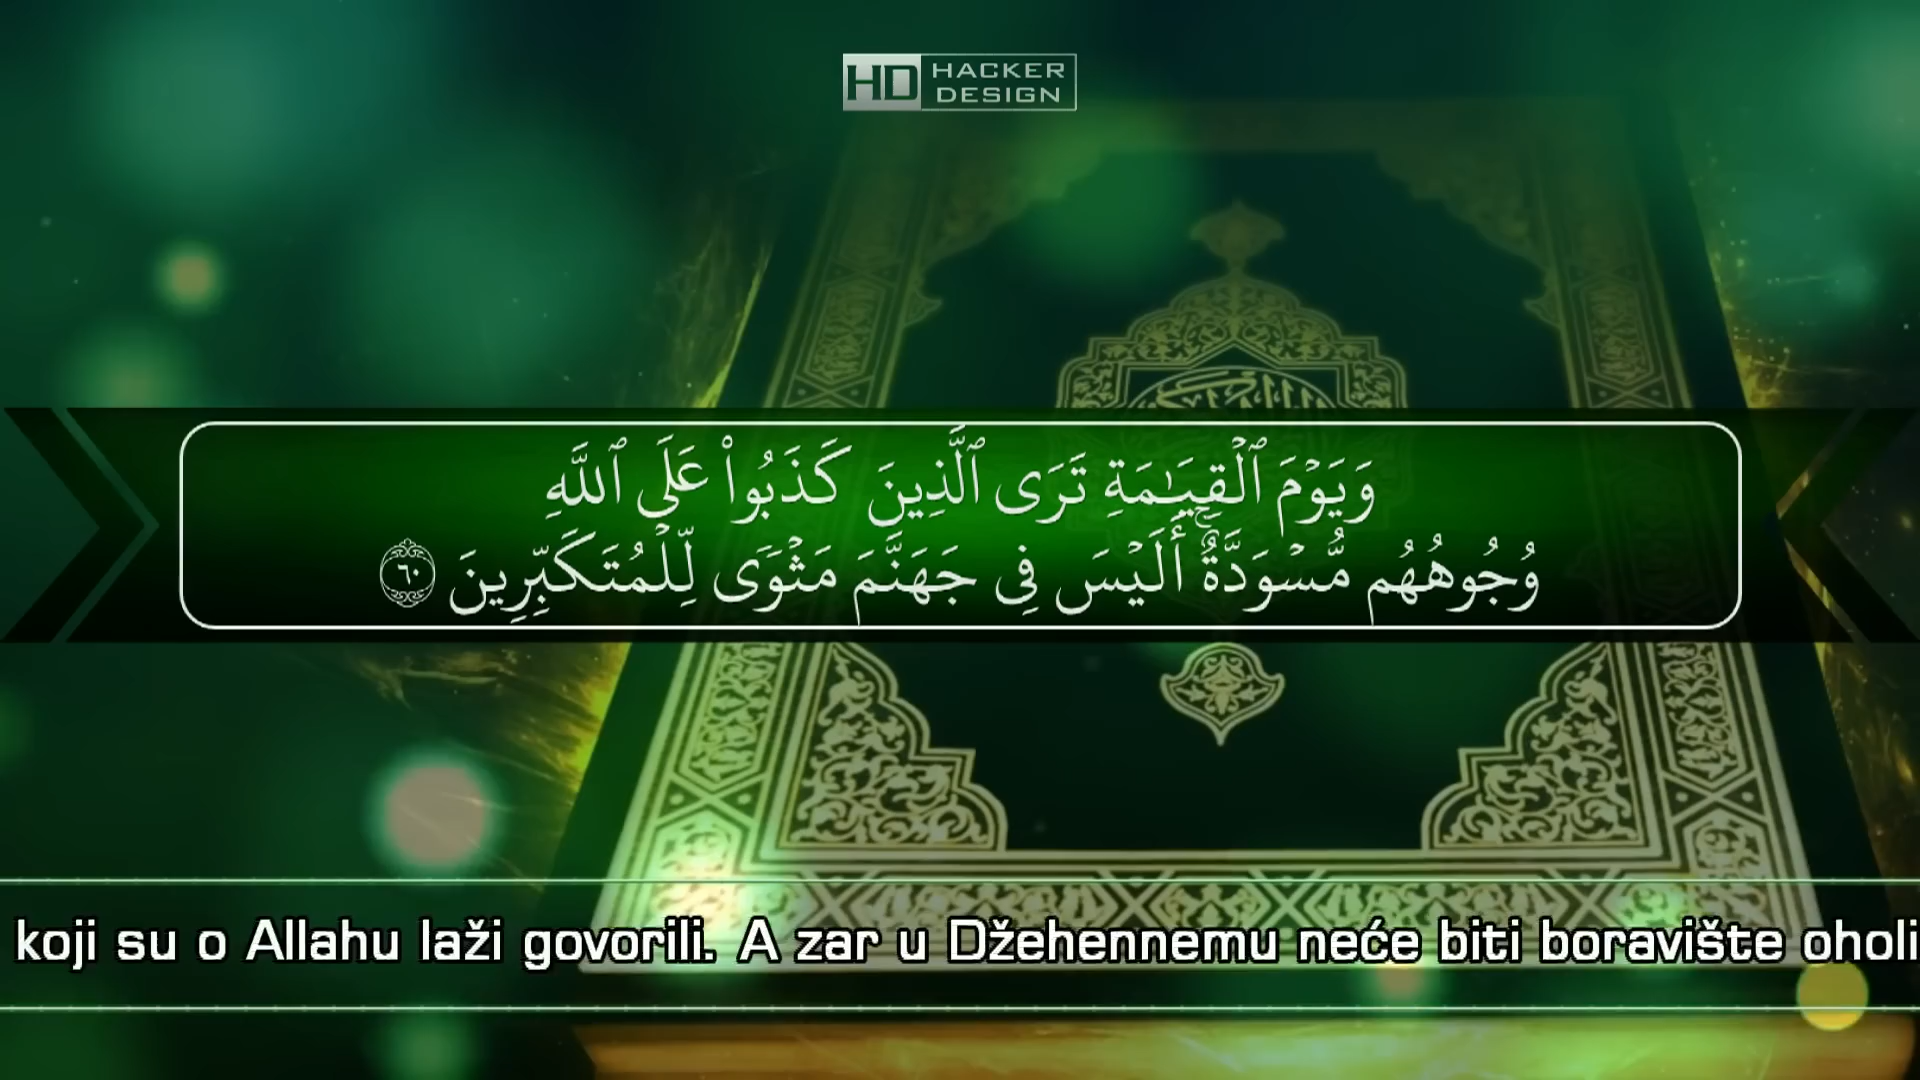 HD HACKER
DESIGN
وَيَوْمَ ٱلْقِيَـٰمَةِ تَرَى ٱلَّذِينَ كَذَبُوا۟ عَلَى ٱللَّهِ
وُجُوهُهُم مُّسْوَدَّةٌ ۚ أَلَيْسَ فِى جَهَنَّمَ مَثْوًى لِّلْمُتَكَبِّرِينَ ٦٠
koji su o Allahu laži govorili. A zar u Džehennemu neće biti boravište oholi